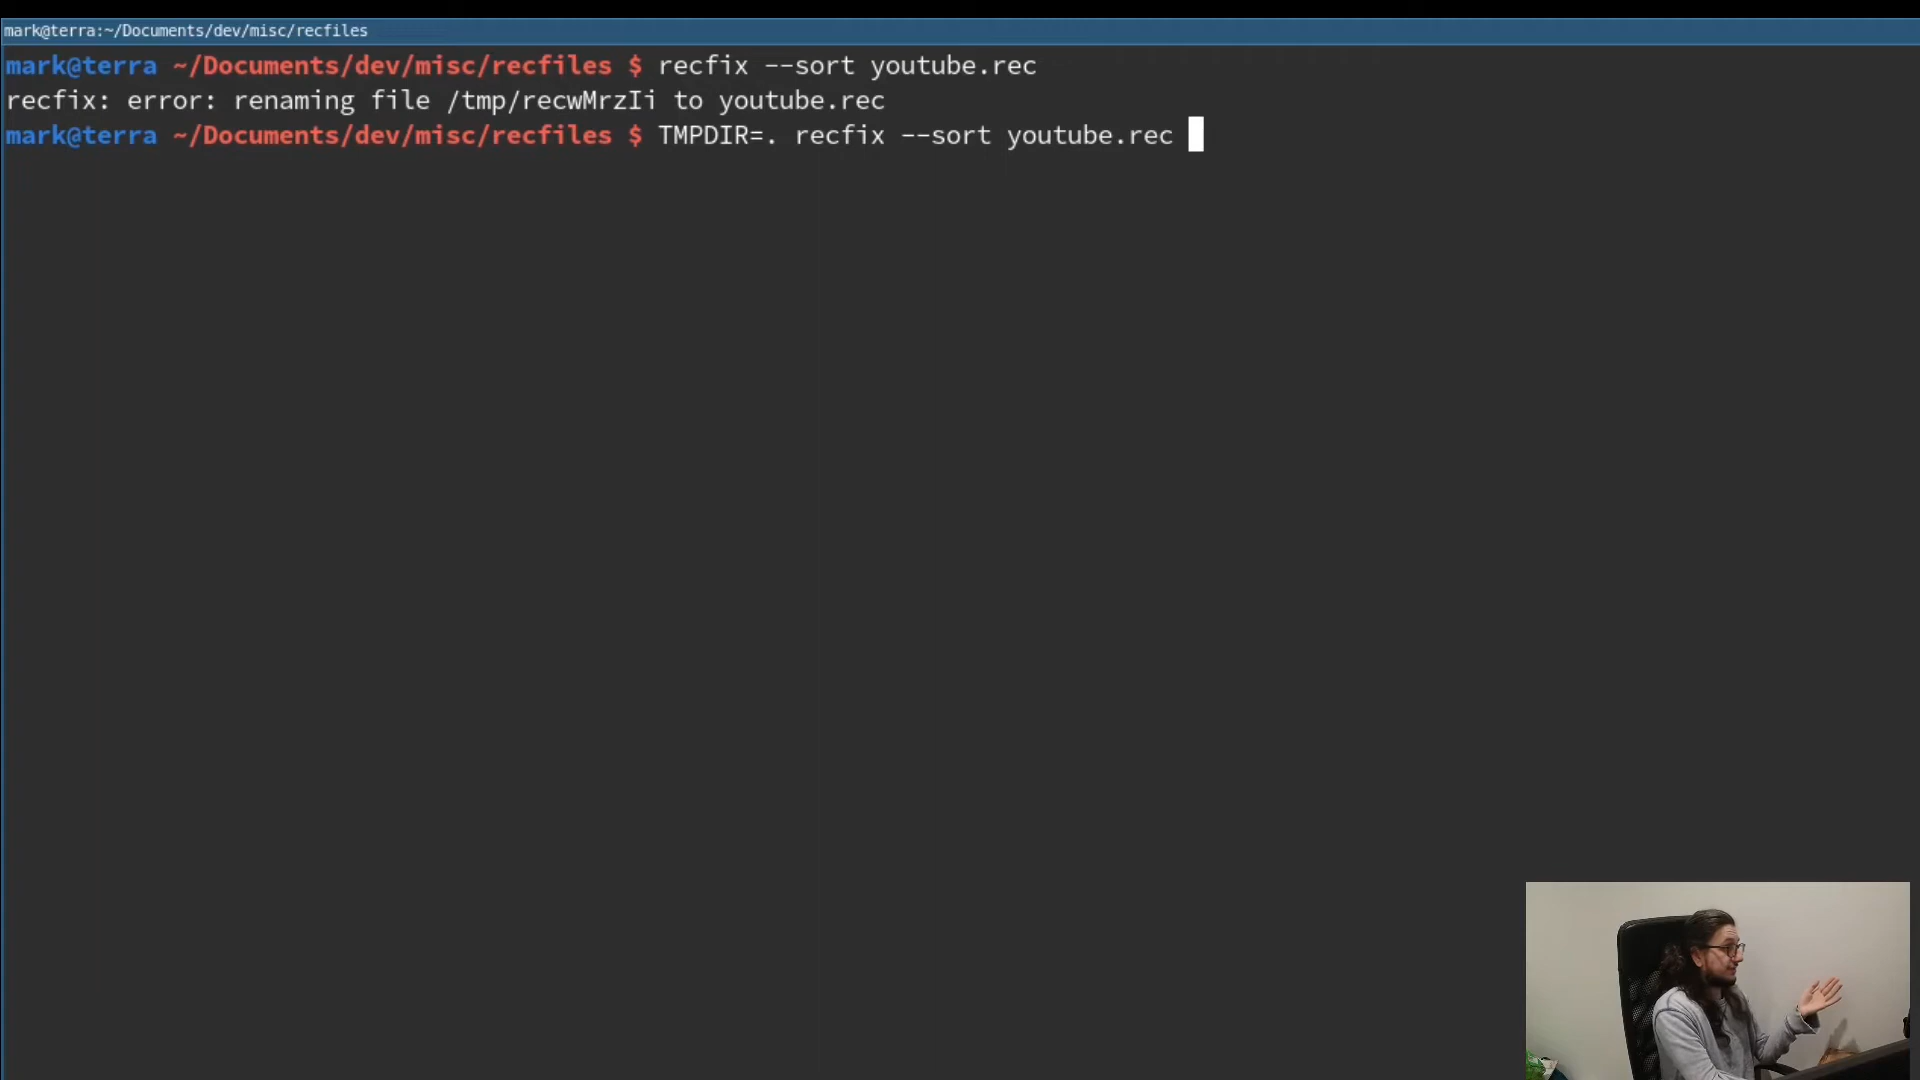 mark@terra:~/Documents/dev/misc/recfiles
mark@terra ~/Documents/dev/misc/recfiles $ recfix --sort youtube.rec
recfix: error: renaming file /tmp/recwMrzIi to youtube.rec
mark@terra ~/Documents/dev/misc/recfiles $ TMPDIR=. recfix --sort youtube.rec